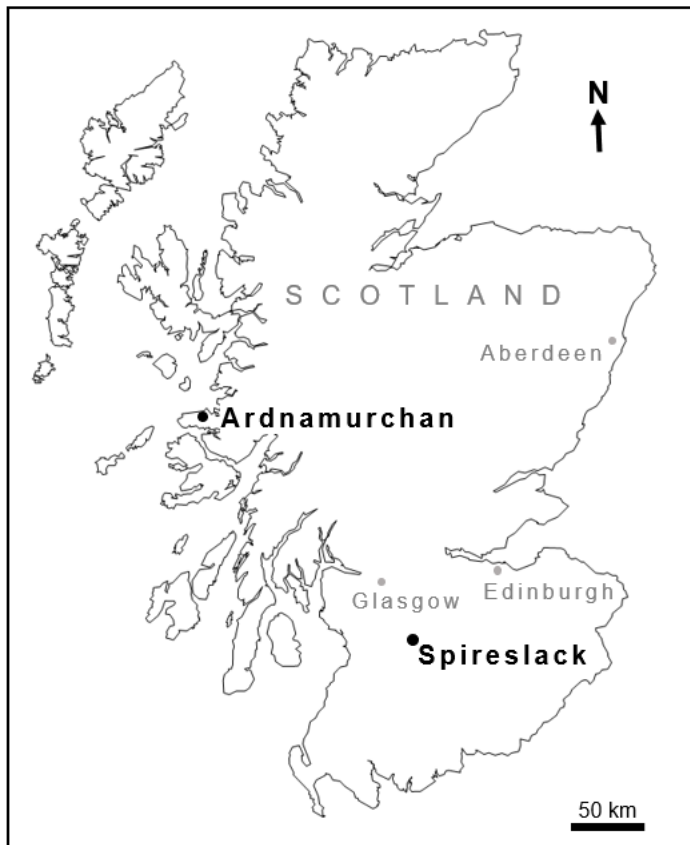 N
SCOTLAND
Aberdeen
Ardnamurchan
Glasgow
Edinburgh
Spireslack
50 km